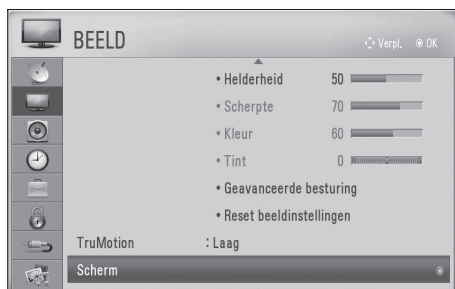 BEELD
Verpl. OK
• Helderheid 50
• Scherpte 70
• Kleur 60
• Tint 0
• Geavanceerde besturing
• Reset beeldinstellingen
TruMotion : Laag
Scherm